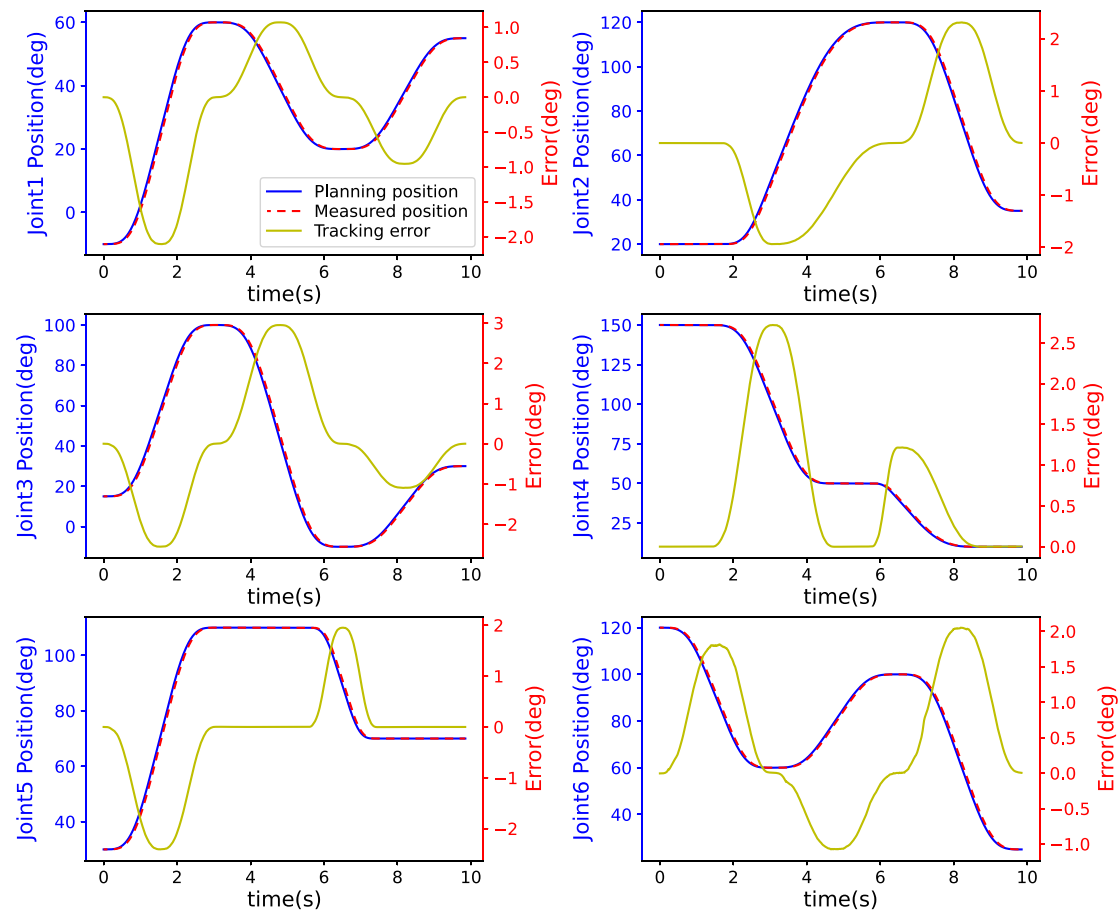 60
40
20
0
Joint1 Position(deg)
1.0
0.5
0.0
−0.5
−1.0
−1.5
−2.0
Error(deg)
Planning position
Measured position
Tracking error
0 2 4 6 8 10
time(s)
120
100
80
60
40
20
Joint2 Position(deg)
2
1
0
−1
−2
Error(deg)
0 2 4 6 8 10
time(s)
100
80
60
40
20
0
Joint3 Position(deg)
3
2
1
0
−1
−2
Error(deg)
0 2 4 6 8 10
time(s)
150
125
100
75
50
25
Joint4 Position(deg)
2.5
2.0
1.5
1.0
0.5
0.0
Error(deg)
0 2 4 6 8 10
time(s)
100
80
60
40
Joint5 Position(deg)
2
1
0
−1
−2
Error(deg)
0 2 4 6 8 10
time(s)
120
100
80
60
40
Joint6 Position(deg)
2.0
1.5
1.0
0.5
0.0
−0.5
−1.0
Error(deg)
0 2 4 6 8 10
time(s)